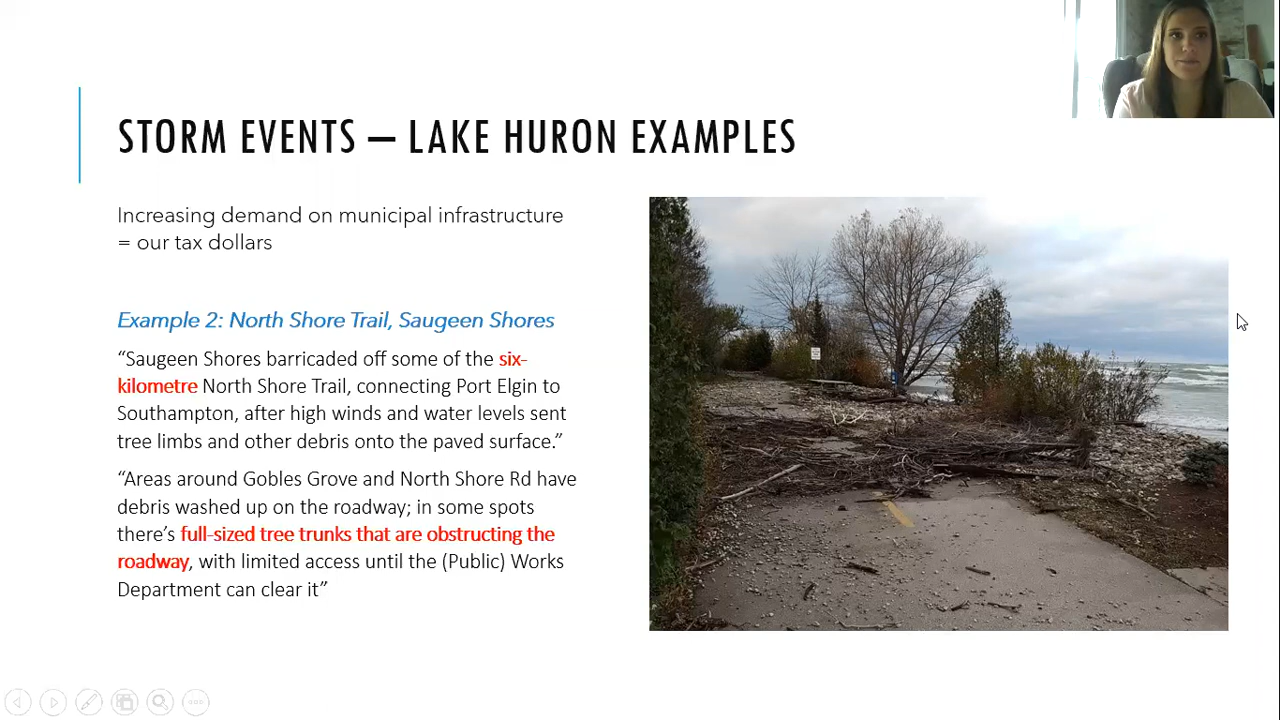 STORM EVENTS – LAKE HURON EXAMPLES
Increasing demand on municipal infrastructure
= our tax dollars
Example 2: North Shore Trail, Saugeen Shores
“Saugeen Shores barricaded off some of the six-
kilometre North Shore Trail, connecting Port Elgin to
Southampton, after high winds and water levels sent
tree limbs and other debris onto the paved surface.”
“Areas around Gobles Grove and North Shore Rd have
debris washed up on the roadway; in some spots
there’s full-sized tree trunks that are obstructing the
roadway, with limited access until the (Public) Works
Department can clear it”